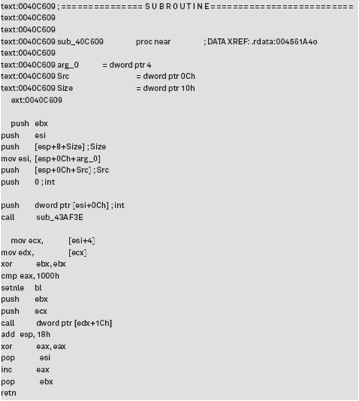 text:0040C609 ; =============== S U B R O U T I N E =======================================
text:0040C609
text:0040C609
text:0040C609 sub_40C609 proc near ; DATA XREF: .rdata:004561A4o
text:0040C609
text:0040C609 arg_0 = dword ptr 4
text:0040C609 Src = dword ptr 0Ch
text:0040C609 Size = dword ptr 10h
ext:0040C609
push ebx
push esi
push [esp+8+Size] ; Size
mov esi, [esp+0Ch+arg_0]
push [esp+0Ch+Src] ; Src
push 0 ; int
push dword ptr [esi+0Ch] ; int
call sub_43AF3E
mov ecx, [esi+4]
mov edx, [ecx]
xor ebx, ebx
cmp eax, 1000h
setnle bl
push ebx
push ecx
call dword ptr [edx+1Ch]
add esp, 18h
xor eax, eax
pop esi
inc eax
pop ebx
retn